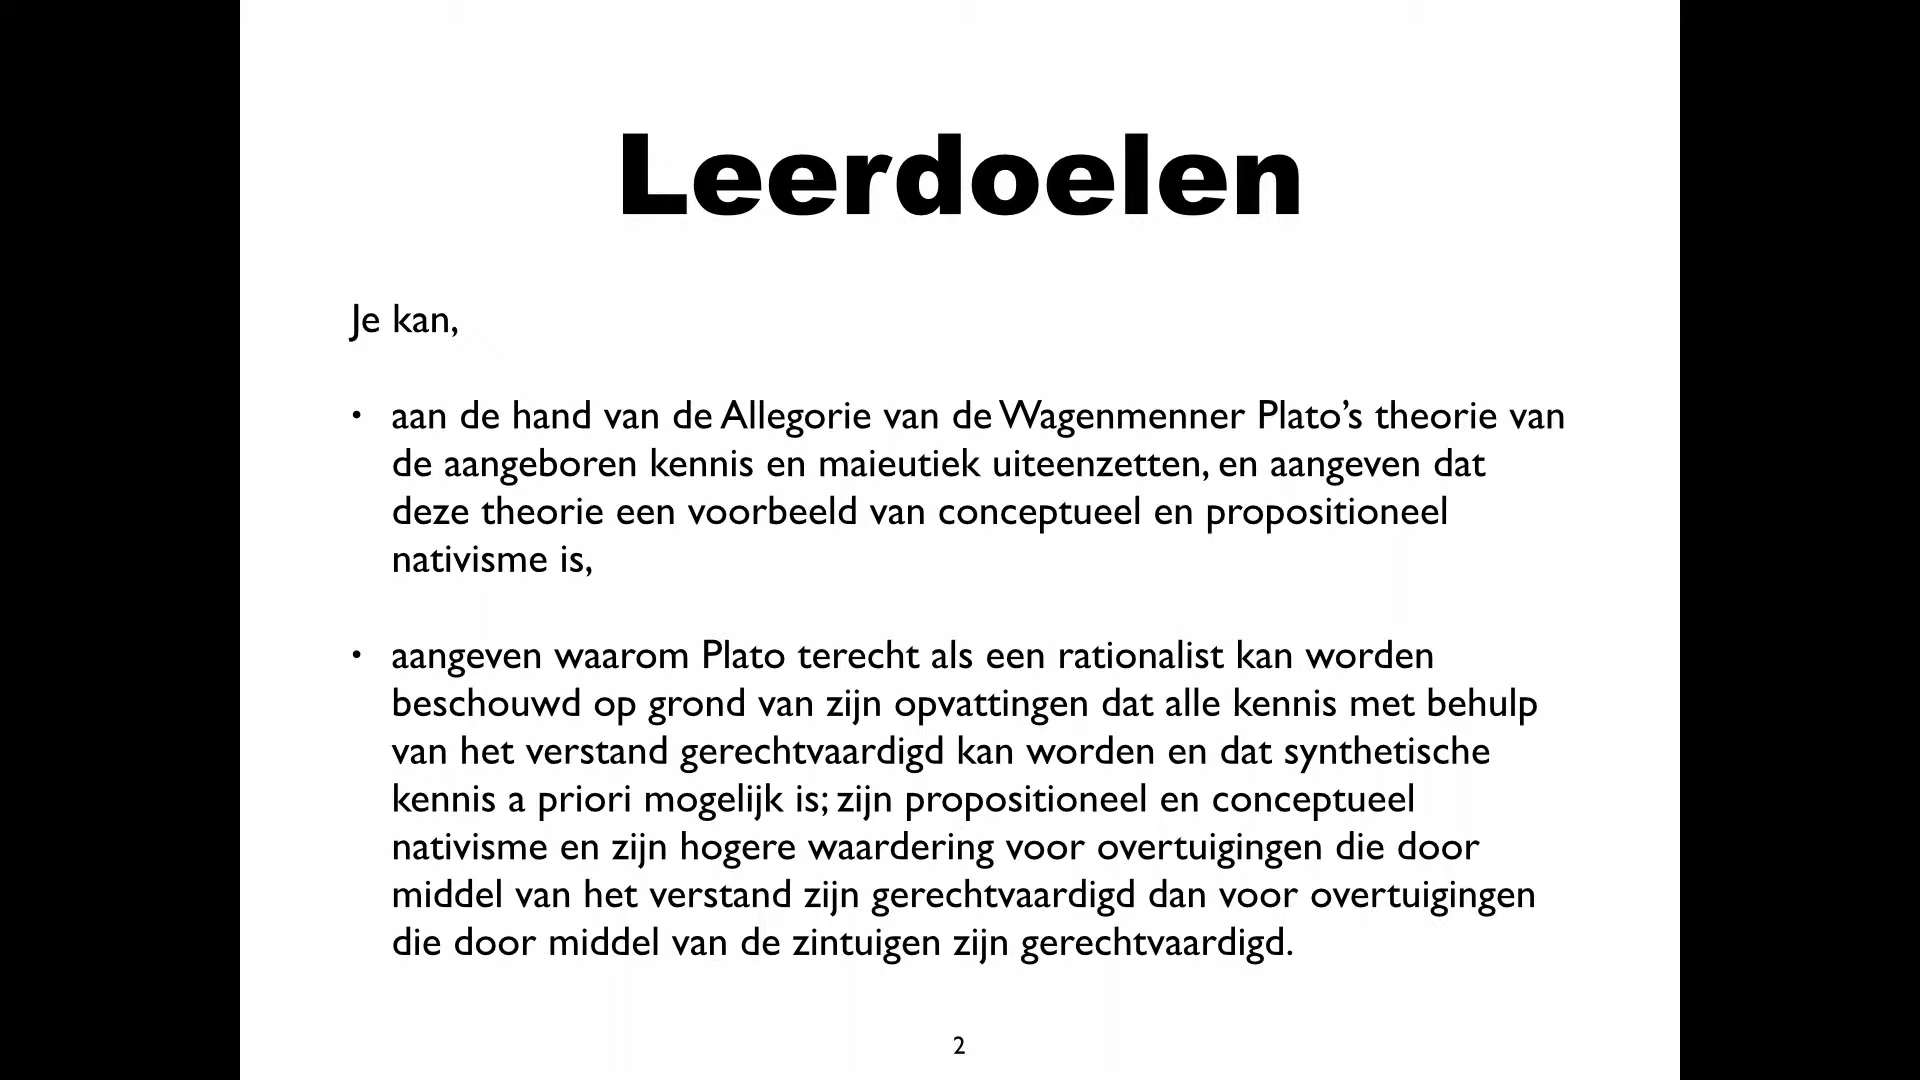 Leerdoelen
Je kan,
• aan de hand van de Allegorie van de Wagenmenner Plato’s theorie van
de aangeboren kennis en maieutiek uiteenzetten, en aangeven dat
deze theorie een voorbeeld van conceptueel en propositioneel
nativisme is,
• aangeven waarom Plato terecht als een rationalist kan worden
beschouwd op grond van zijn opvattingen dat alle kennis met behulp
van het verstand gerechtvaardigd kan worden en dat synthetische
kennis a priori mogelijk is; zijn propositioneel en conceptueel
nativisme en zijn hogere waardering voor overtuigingen die door
middel van het verstand zijn gerechtvaardigd dan voor overtuigingen
die door middel van de zintuigen zijn gerechtvaardigd.
2